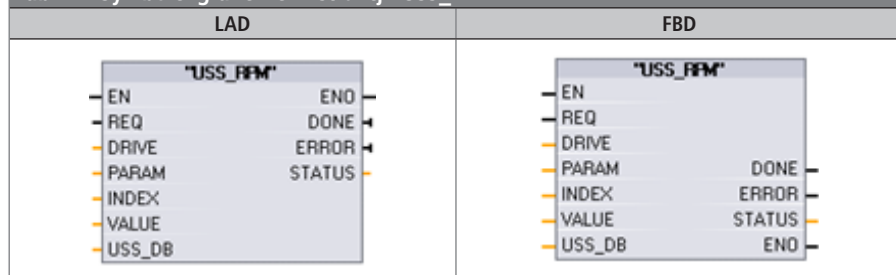 LAD
FBD
"USS_RPM"
EN ENO
REQ DONE
DRIVE ERROR
PARAM STATUS
INDEX
VALUE
USS_DB
"USS_RPM"
EN
REQ
DRIVE
PARAM DONE
INDEX ERROR
VALUE STATUS
USS_DB ENO